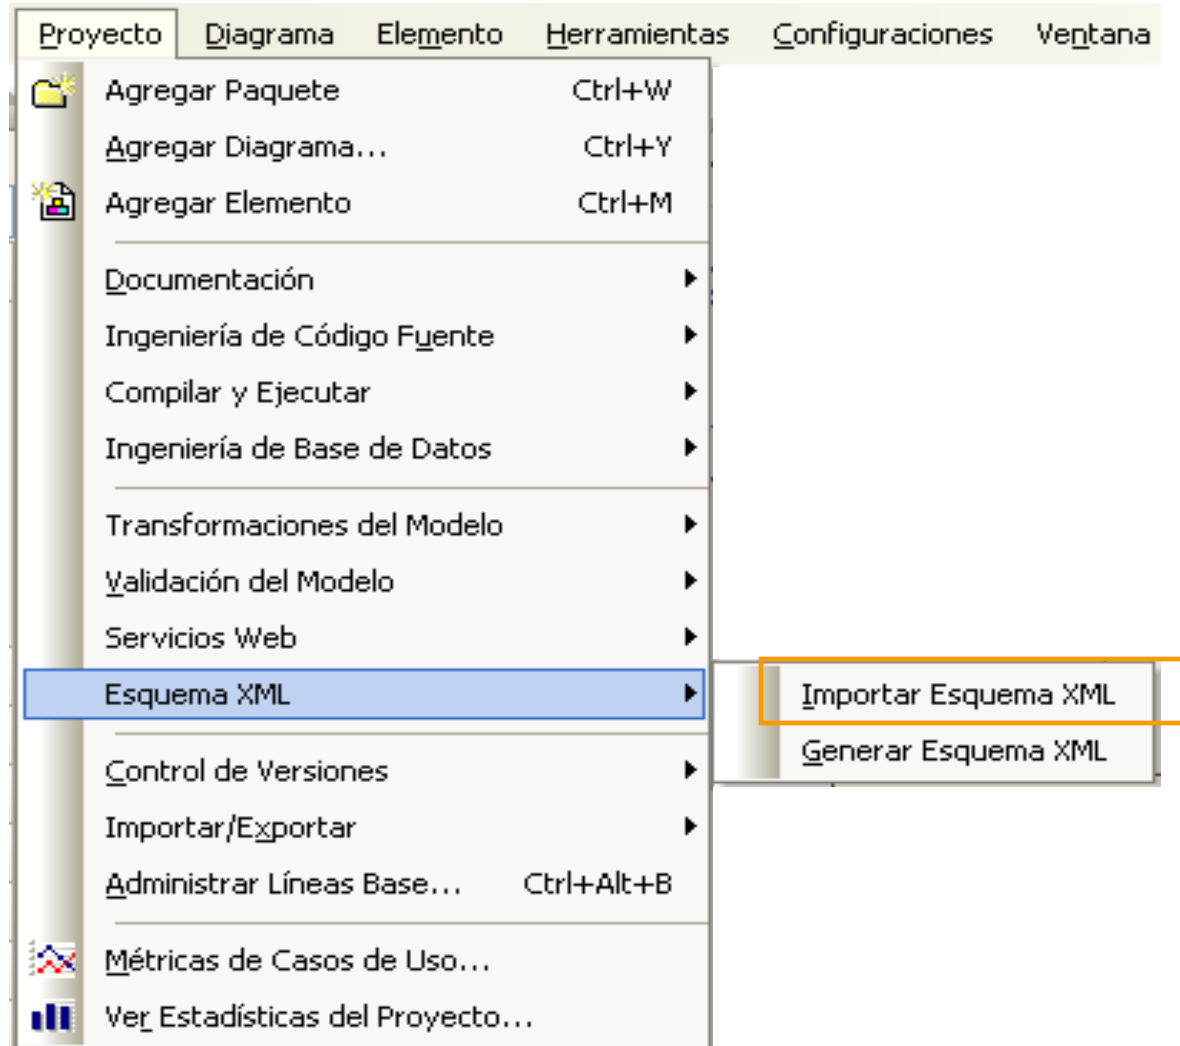 Proyecto Diagrama Elemento Herramientas Configuraciones Ventana
Agregar Paquete Ctrl+W
Agregar Diagrama... Ctrl+Y
Agregar Elemento Ctrl+M
Documentación
Ingeniería de Código Fuente
Compilar y Ejecutar
Ingeniería de Base de Datos
Transformaciones del Modelo
Validación del Modelo
Servicios Web
Esquema XML
Importar Esquema XML
Generar Esquema XML
Control de Versiones
Importar/Exportar
Administrar Líneas Base... Ctrl+Alt+B
Métricas de Casos de Uso...
Ver Estadísticas del Proyecto...